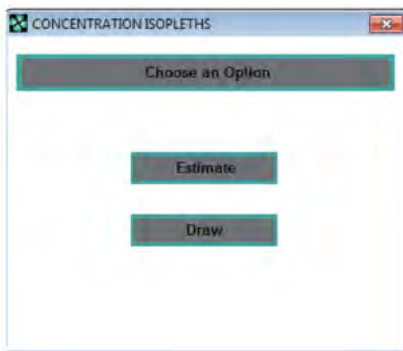 CONCENTRATION ISOPLETHS
Choose an Option
Estimate
Draw